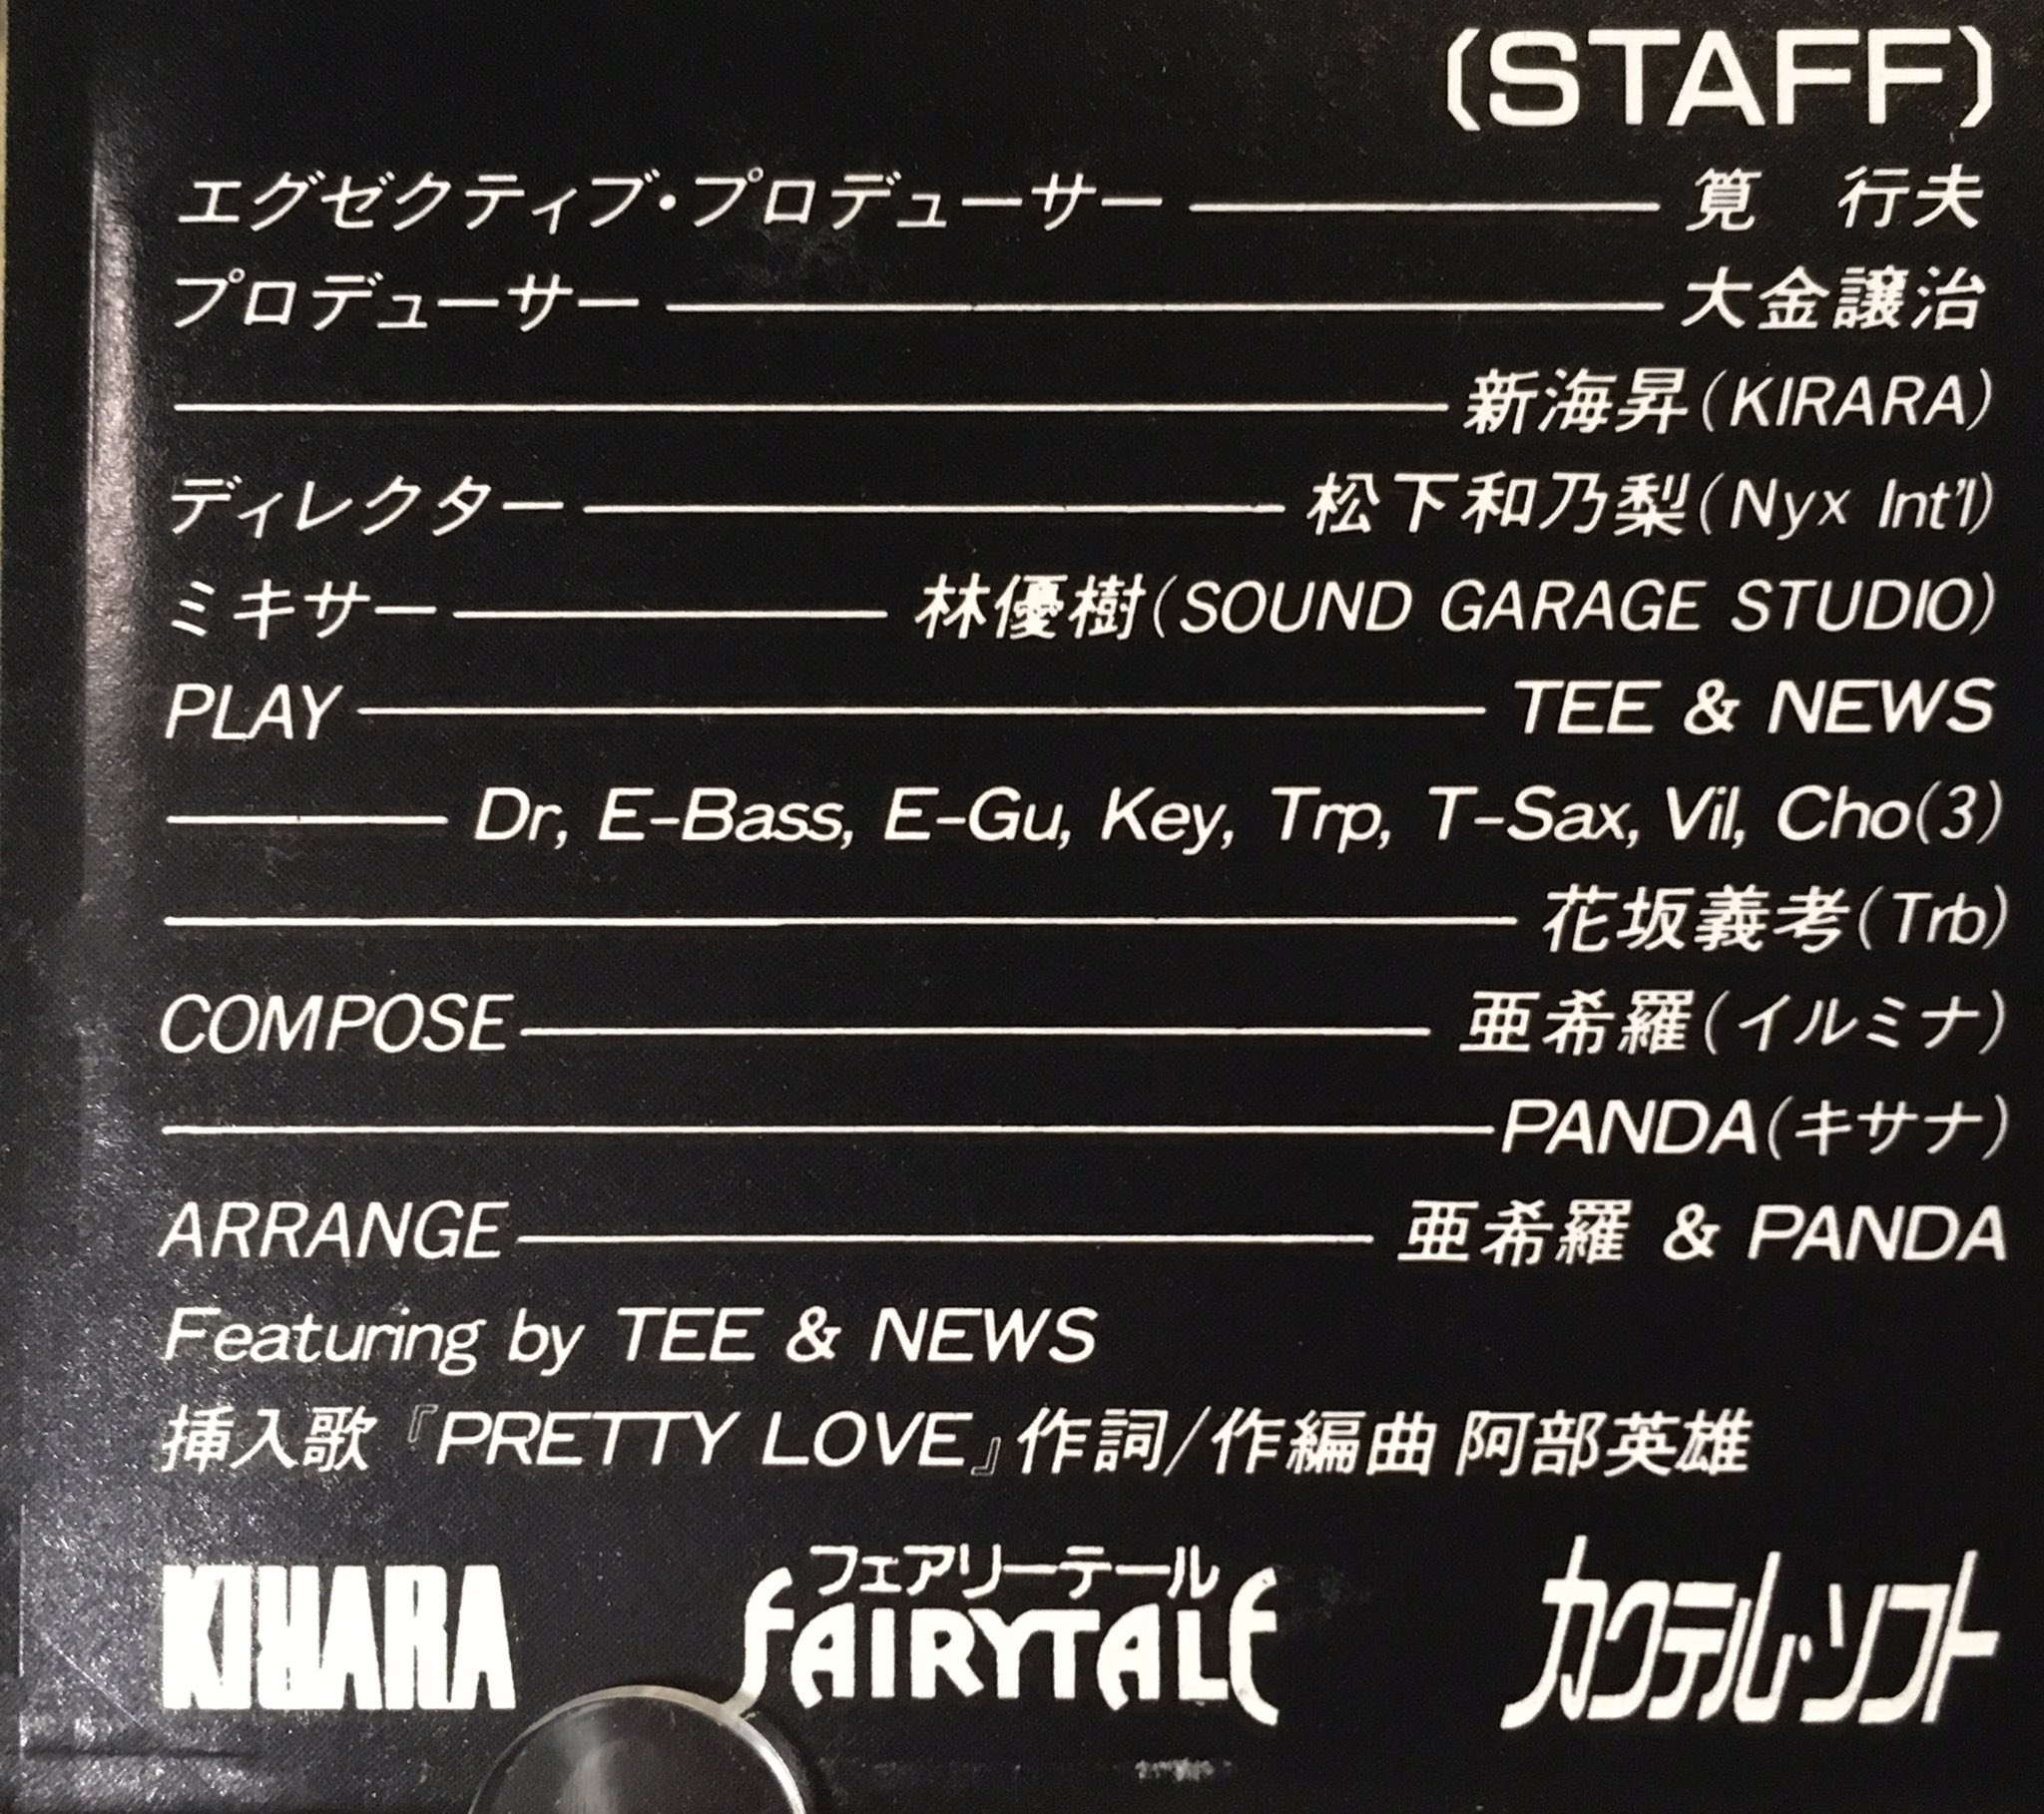 (STAFF)
エグゼクティブ・プロデューサー 筧 行夫
プロデューサー 大金譲治
新海昇(KIRARA)
ディレクター 松下和乃梨(Nyx Int'l)
ミキサー 林優樹(SOUND GARAGE STUDIO)
PLAY TEE & NEWS
Dr, E-Bass, E-Gu, Key, Trp, T-Sax, Vil, Cho(3)
花坂義考(Trb)
COMPOSE 亜希羅(イルミナ)
PANDA(キサナ)
ARRANGE 亜希羅 & PANDA
Featuring by TEE & NEWS
挿入歌『PRETTY LOVE』作詞/作編曲 阿部英雄
KIRARA
フェアリーテール
FAIRYTALE
カクテル・ソフト